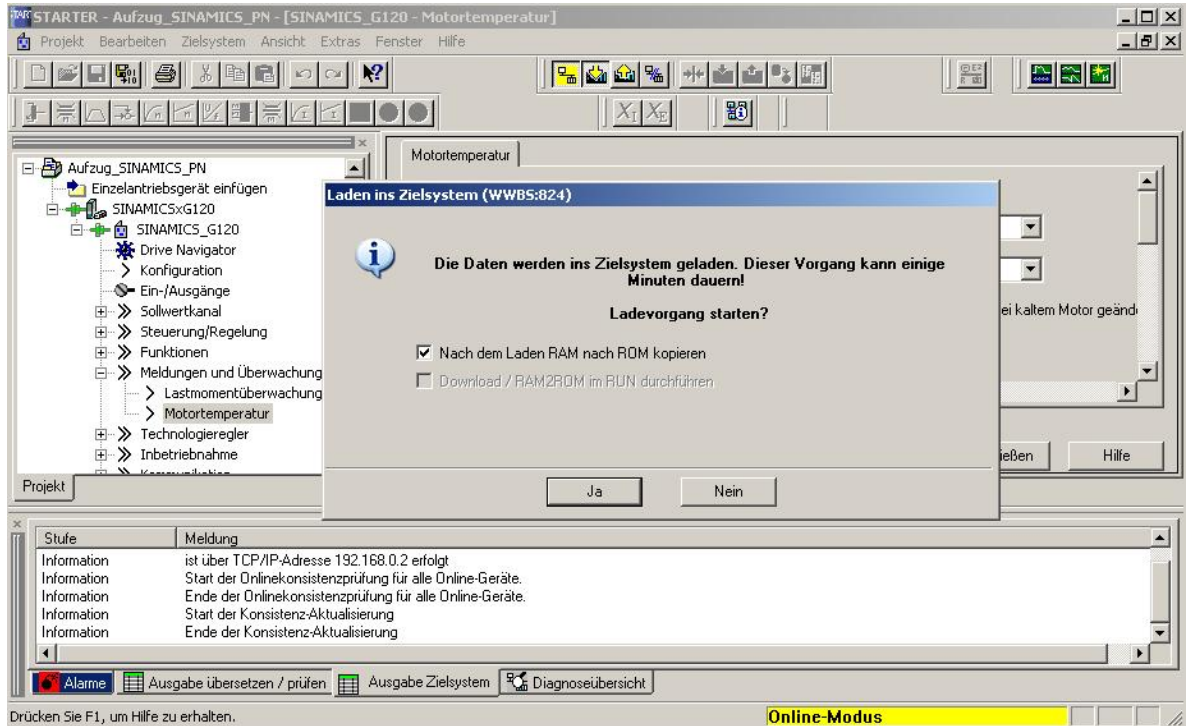 STARTER - Aufzug_SINAMICS_PN - [SINAMICS_G120 - Motortemperatur]
Projekt Bearbeiten Zielsystem Ansicht Extras Fenster Hilfe
Motortemperatur
Aufzug_SINAMICS_PN
Einzelantriebsgerät einfügen
SINAMICSxG120
SINAMICS_G120
Drive Navigator
Konfiguration
Ein-/Ausgänge
Sollwertkanal
Steuerung/Regelung
Funktionen
Meldungen und Überwachung
Lastmomentüberwachung
Motortemperatur
Technologieregler
Inbetriebnahme
Projekt
Laden ins Zielsystem (WWBS:824)
Die Daten werden ins Zielsystem geladen. Dieser Vorgang kann einige
Minuten dauern!
Ladevorgang starten?
Nach dem Laden RAM nach ROM kopieren
Download / RAM2ROM im RUN durchführen
Ja Nein
ei kaltem Motor geänd
ießen Hilfe
Stufe Meldung
Information ist über TCP/IP-Adresse 192.168.0.2 erfolgt
Information Start der Onlinekonsistenzprüfung für alle Online-Geräte.
Information Ende der Onlinekonsistenzprüfung für alle Online-Geräte.
Information Start der Konsistenz-Aktualisierung
Information Ende der Konsistenz-Aktualisierung
Alarme Ausgabe übersetzen / prüfen Ausgabe Zielsystem Diagnoseübersicht
Drücken Sie F1, um Hilfe zu erhalten. Online-Modus